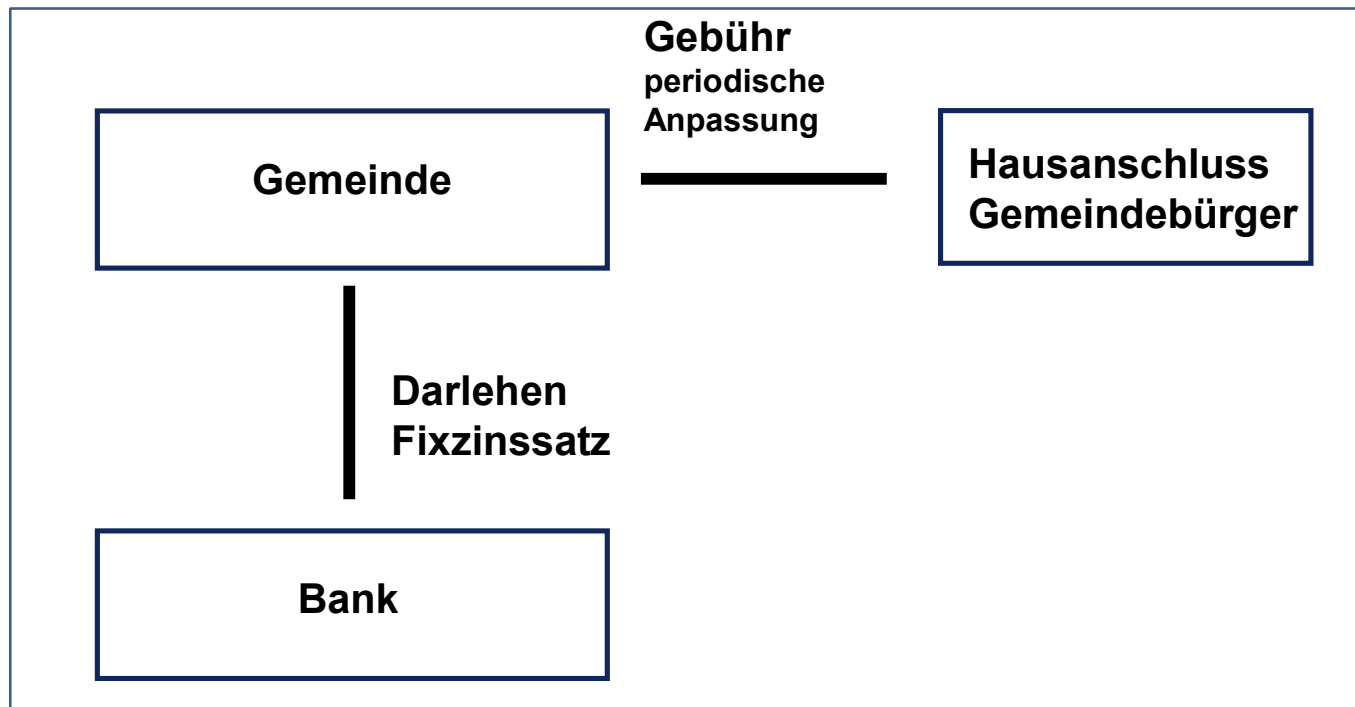 Gebühr
periodische
Anpassung
Gemeinde
Hausanschluss
Gemeindebürger
Darlehen
Fixzinssatz
Bank